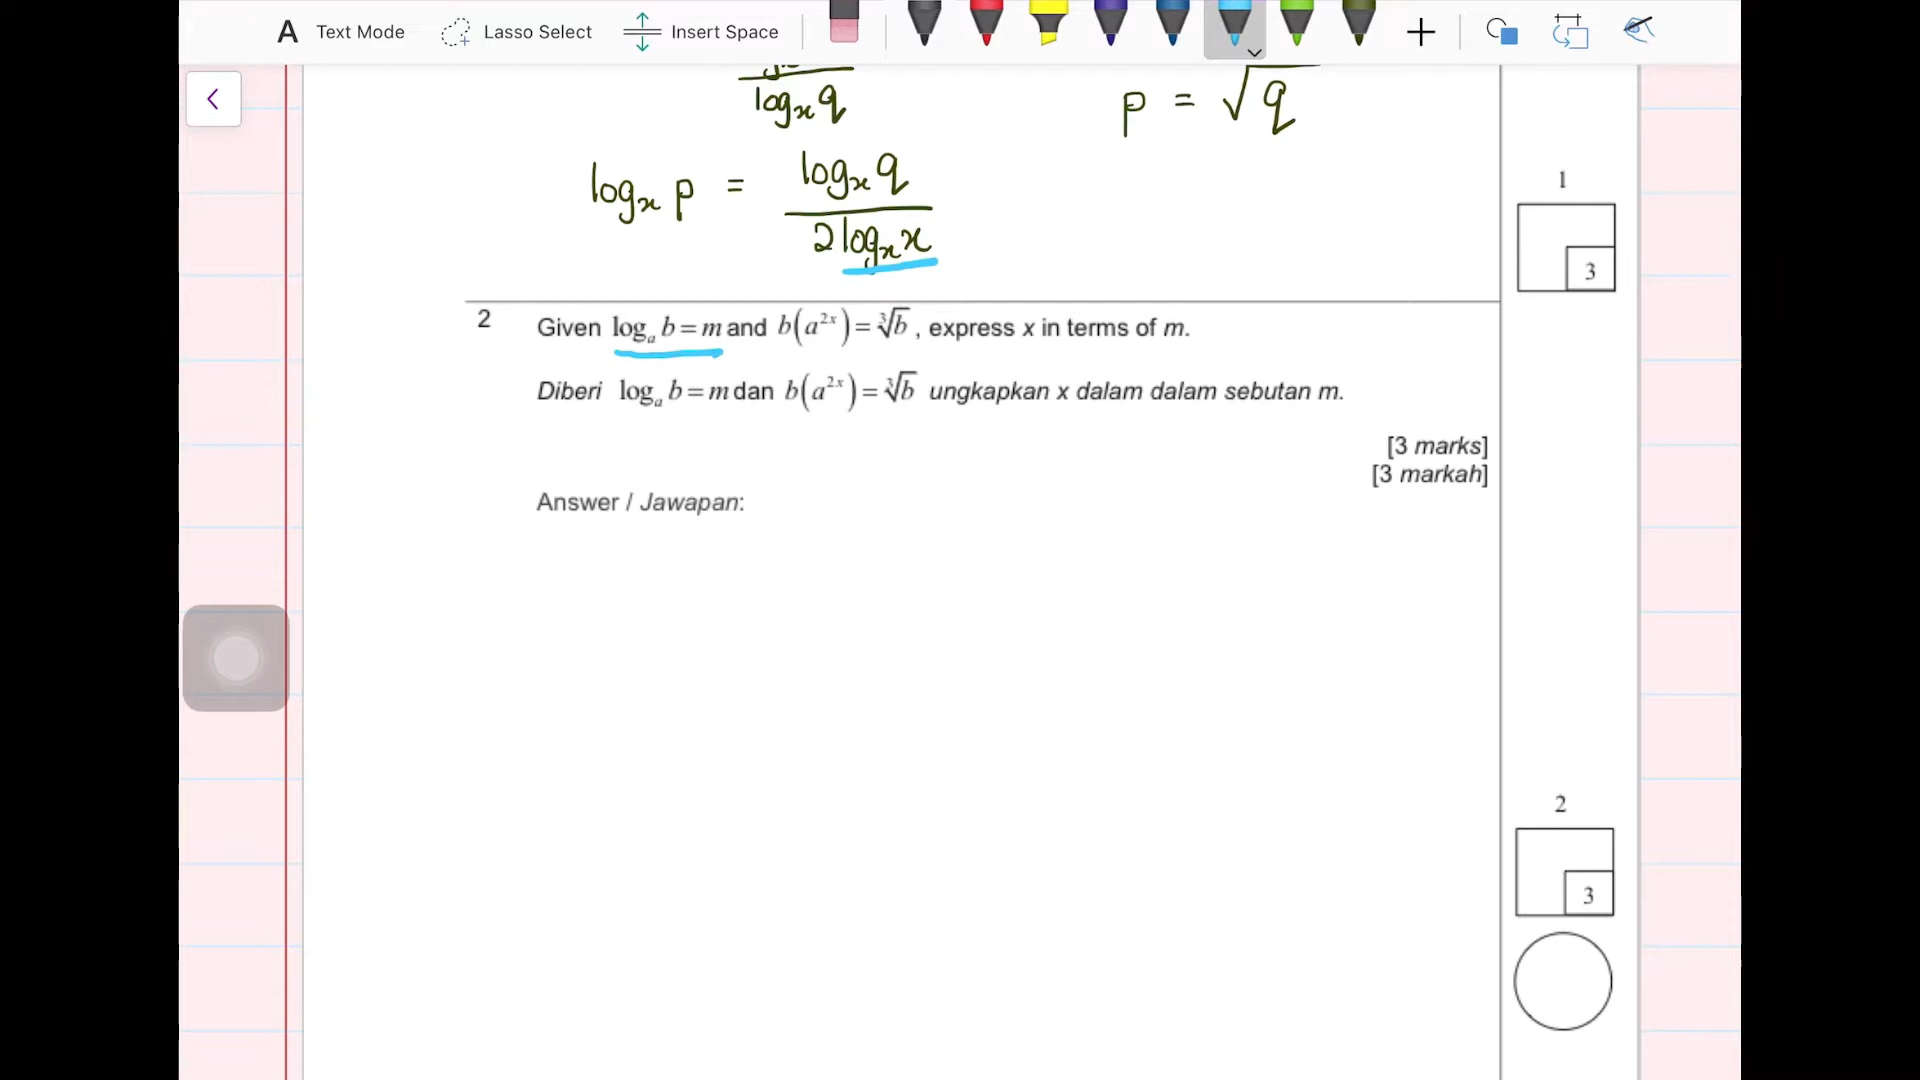 A Text Mode Lasso Select Insert Space
logₓ q
p = √q
logₓ p = logₓ q / 2 logₓ x
1
3
2 Given logₐ b = m and b(a²ˣ) = ∛b , express x in terms of m.
Diberi logₐ b = m dan b(a²ˣ) = ∛b ungkapkan x dalam dalam sebutan m.
[3 marks]
[3 markah]
Answer / Jawapan:
2
3